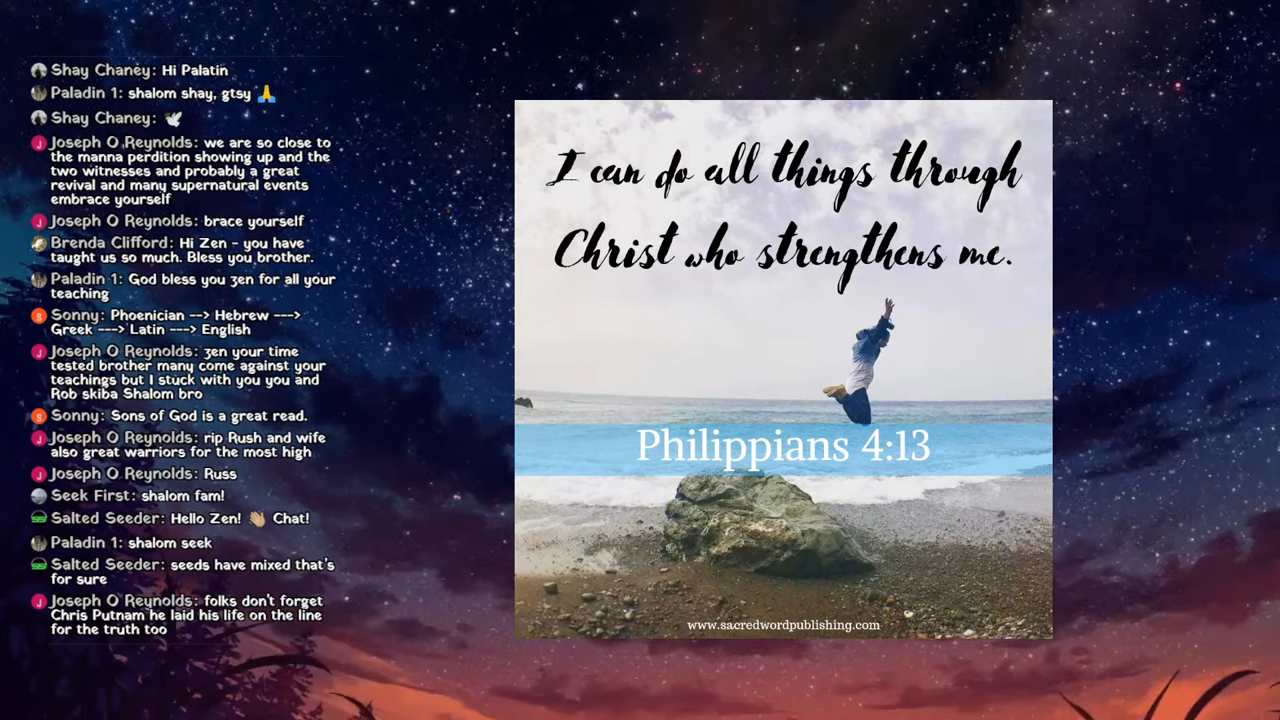 Shay Chaney: Hi Palatin
Paladin 1: shalom shay, gtsy 🙏
Shay Chaney: 🕊
Joseph O Reynolds: we are so close to
the manna perdition showing up and the
two witnesses and probably a great
revival and many supernatural events
embrace yourself
Joseph O Reynolds: brace yourself
Brenda Clifford: Hi Zen - you have
taught us so much. Bless you brother.
Paladin 1: God bless you zen for all your
teaching
Sonny: Phoenician --> Hebrew --->
Greek ---> Latin ---> English
Joseph O Reynolds: zen your time
tested brother many come against your
teachings but I stuck with you you and
Rob skiba Shalom bro
Sonny: Sons of God is a great read.
Joseph O Reynolds: rip Rush and wife
also great warriors for the most high
Joseph O Reynolds: Russ
Seek First: shalom fam!
Salted Seeder: Hello Zen! 👋🏼 Chat!
Paladin 1: shalom seek
Salted Seeder: seeds have mixed that's
for sure
Joseph O Reynolds: folks don't forget
Chris Putnam he laid his life on the line
for the truth too
I can do all things through
Christ who strengthens me.
Philippians 4:13
www.sacredwordpublishing.com